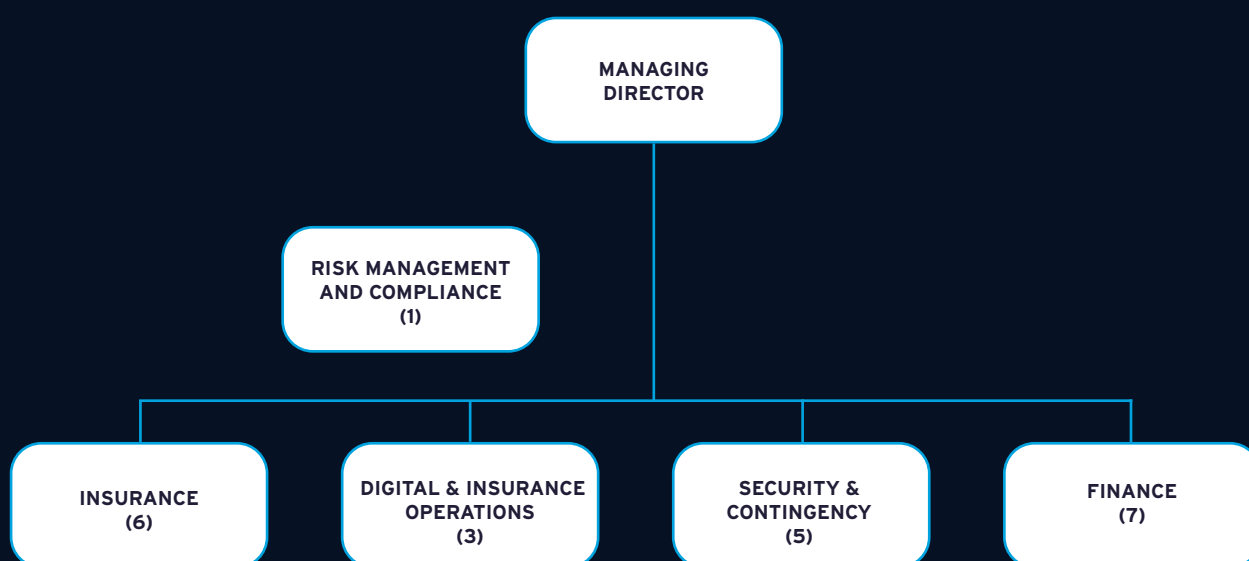 MANAGING
DIRECTOR
RISK MANAGEMENT
AND COMPLIANCE
(1)
INSURANCE
(6)
DIGITAL & INSURANCE
OPERATIONS
(3)
SECURITY &
CONTINGENCY
(5)
FINANCE
(7)